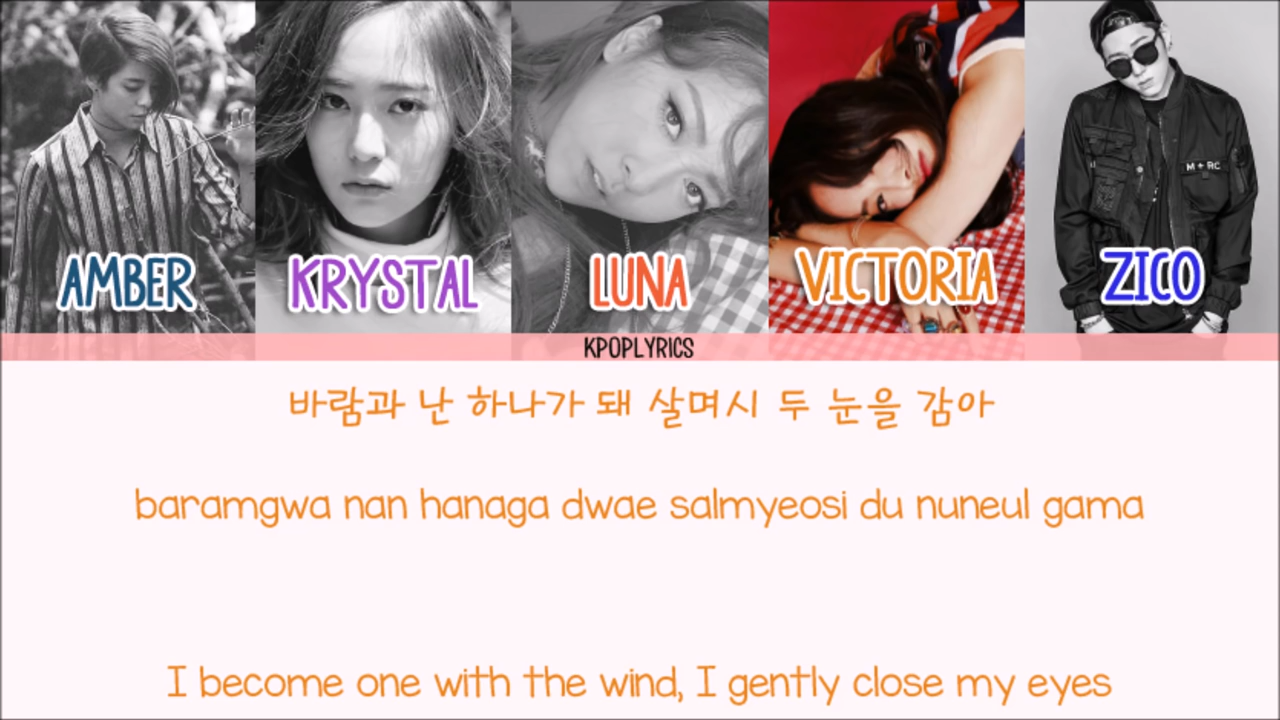 M + RC
AMBER
KRYSTAL
LUNA
VICTORIA
ZICO
KPOPLYRICS
바람과 난 하나가 돼 살며시 두 눈을 감아
baramgwa nan hanaga dwae salmyeosi du nuneul gama
I become one with the wind, I gently close my eyes